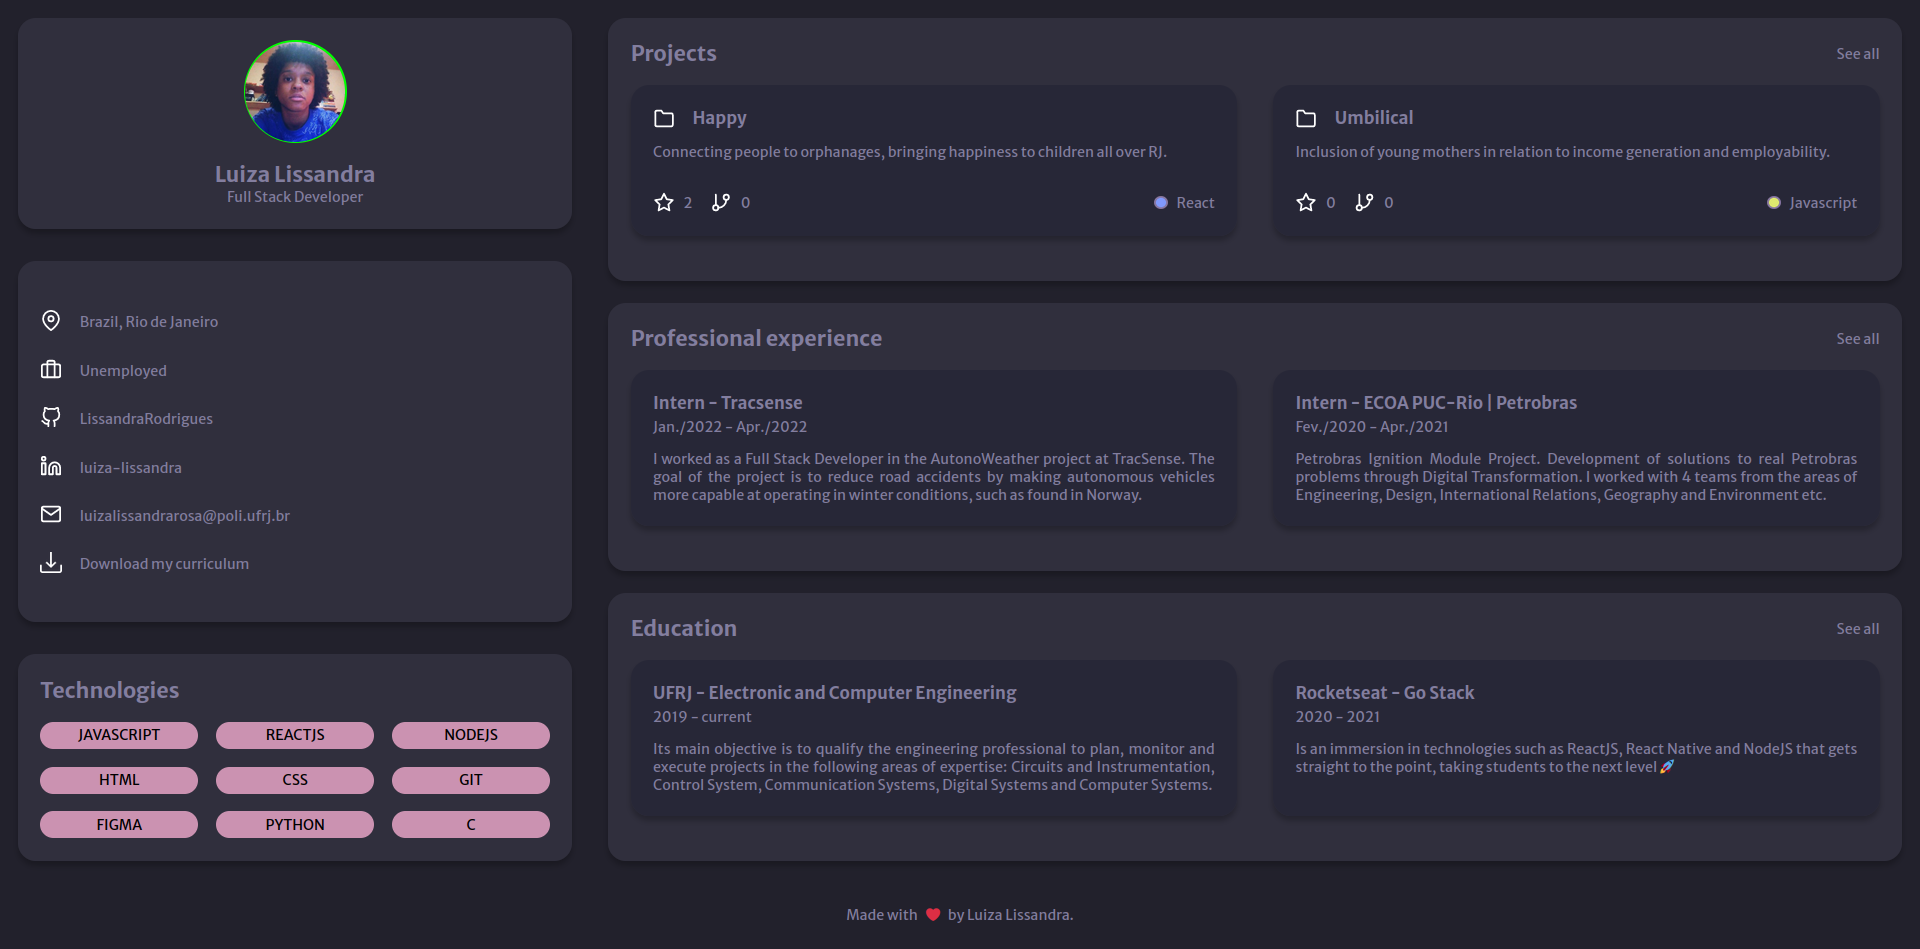 Luiza Lissandra
Full Stack Developer
Brazil, Rio de Janeiro
Unemployed
LissandraRodrigues
luiza-lissandra
luizalissandrarosa@poli.ufrj.br
Download my curriculum
Technologies
JAVASCRIPT REACTJS NODEJS
HTML CSS GIT
FIGMA PYTHON C
Projects See all
Happy
Connecting people to orphanages, bringing happiness to children all over RJ.
2 0 React
Umbilical
Inclusion of young mothers in relation to income generation and employability.
0 0 Javascript
Professional experience See all
Intern - Tracsense
Jan./2022 - Apr./2022
I worked as a Full Stack Developer in the AutonoWeather project at TracSense. The
goal of the project is to reduce road accidents by making autonomous vehicles
more capable at operating in winter conditions, such as found in Norway.
Intern - ECOA PUC-Rio | Petrobras
Fev./2020 - Apr./2021
Petrobras Ignition Module Project. Development of solutions to real Petrobras
problems through Digital Transformation. I worked with 4 teams from the areas of
Engineering, Design, International Relations, Geography and Environment etc.
Education See all
UFRJ - Electronic and Computer Engineering
2019 - current
Its main objective is to qualify the engineering professional to plan, monitor and
execute projects in the following areas of expertise: Circuits and Instrumentation,
Control System, Communication Systems, Digital Systems and Computer Systems.
Rocketseat - Go Stack
2020 - 2021
Is an immersion in technologies such as ReactJS, React Native and NodeJS that gets
straight to the point, taking students to the next level 🚀
Made with ❤ by Luiza Lissandra.